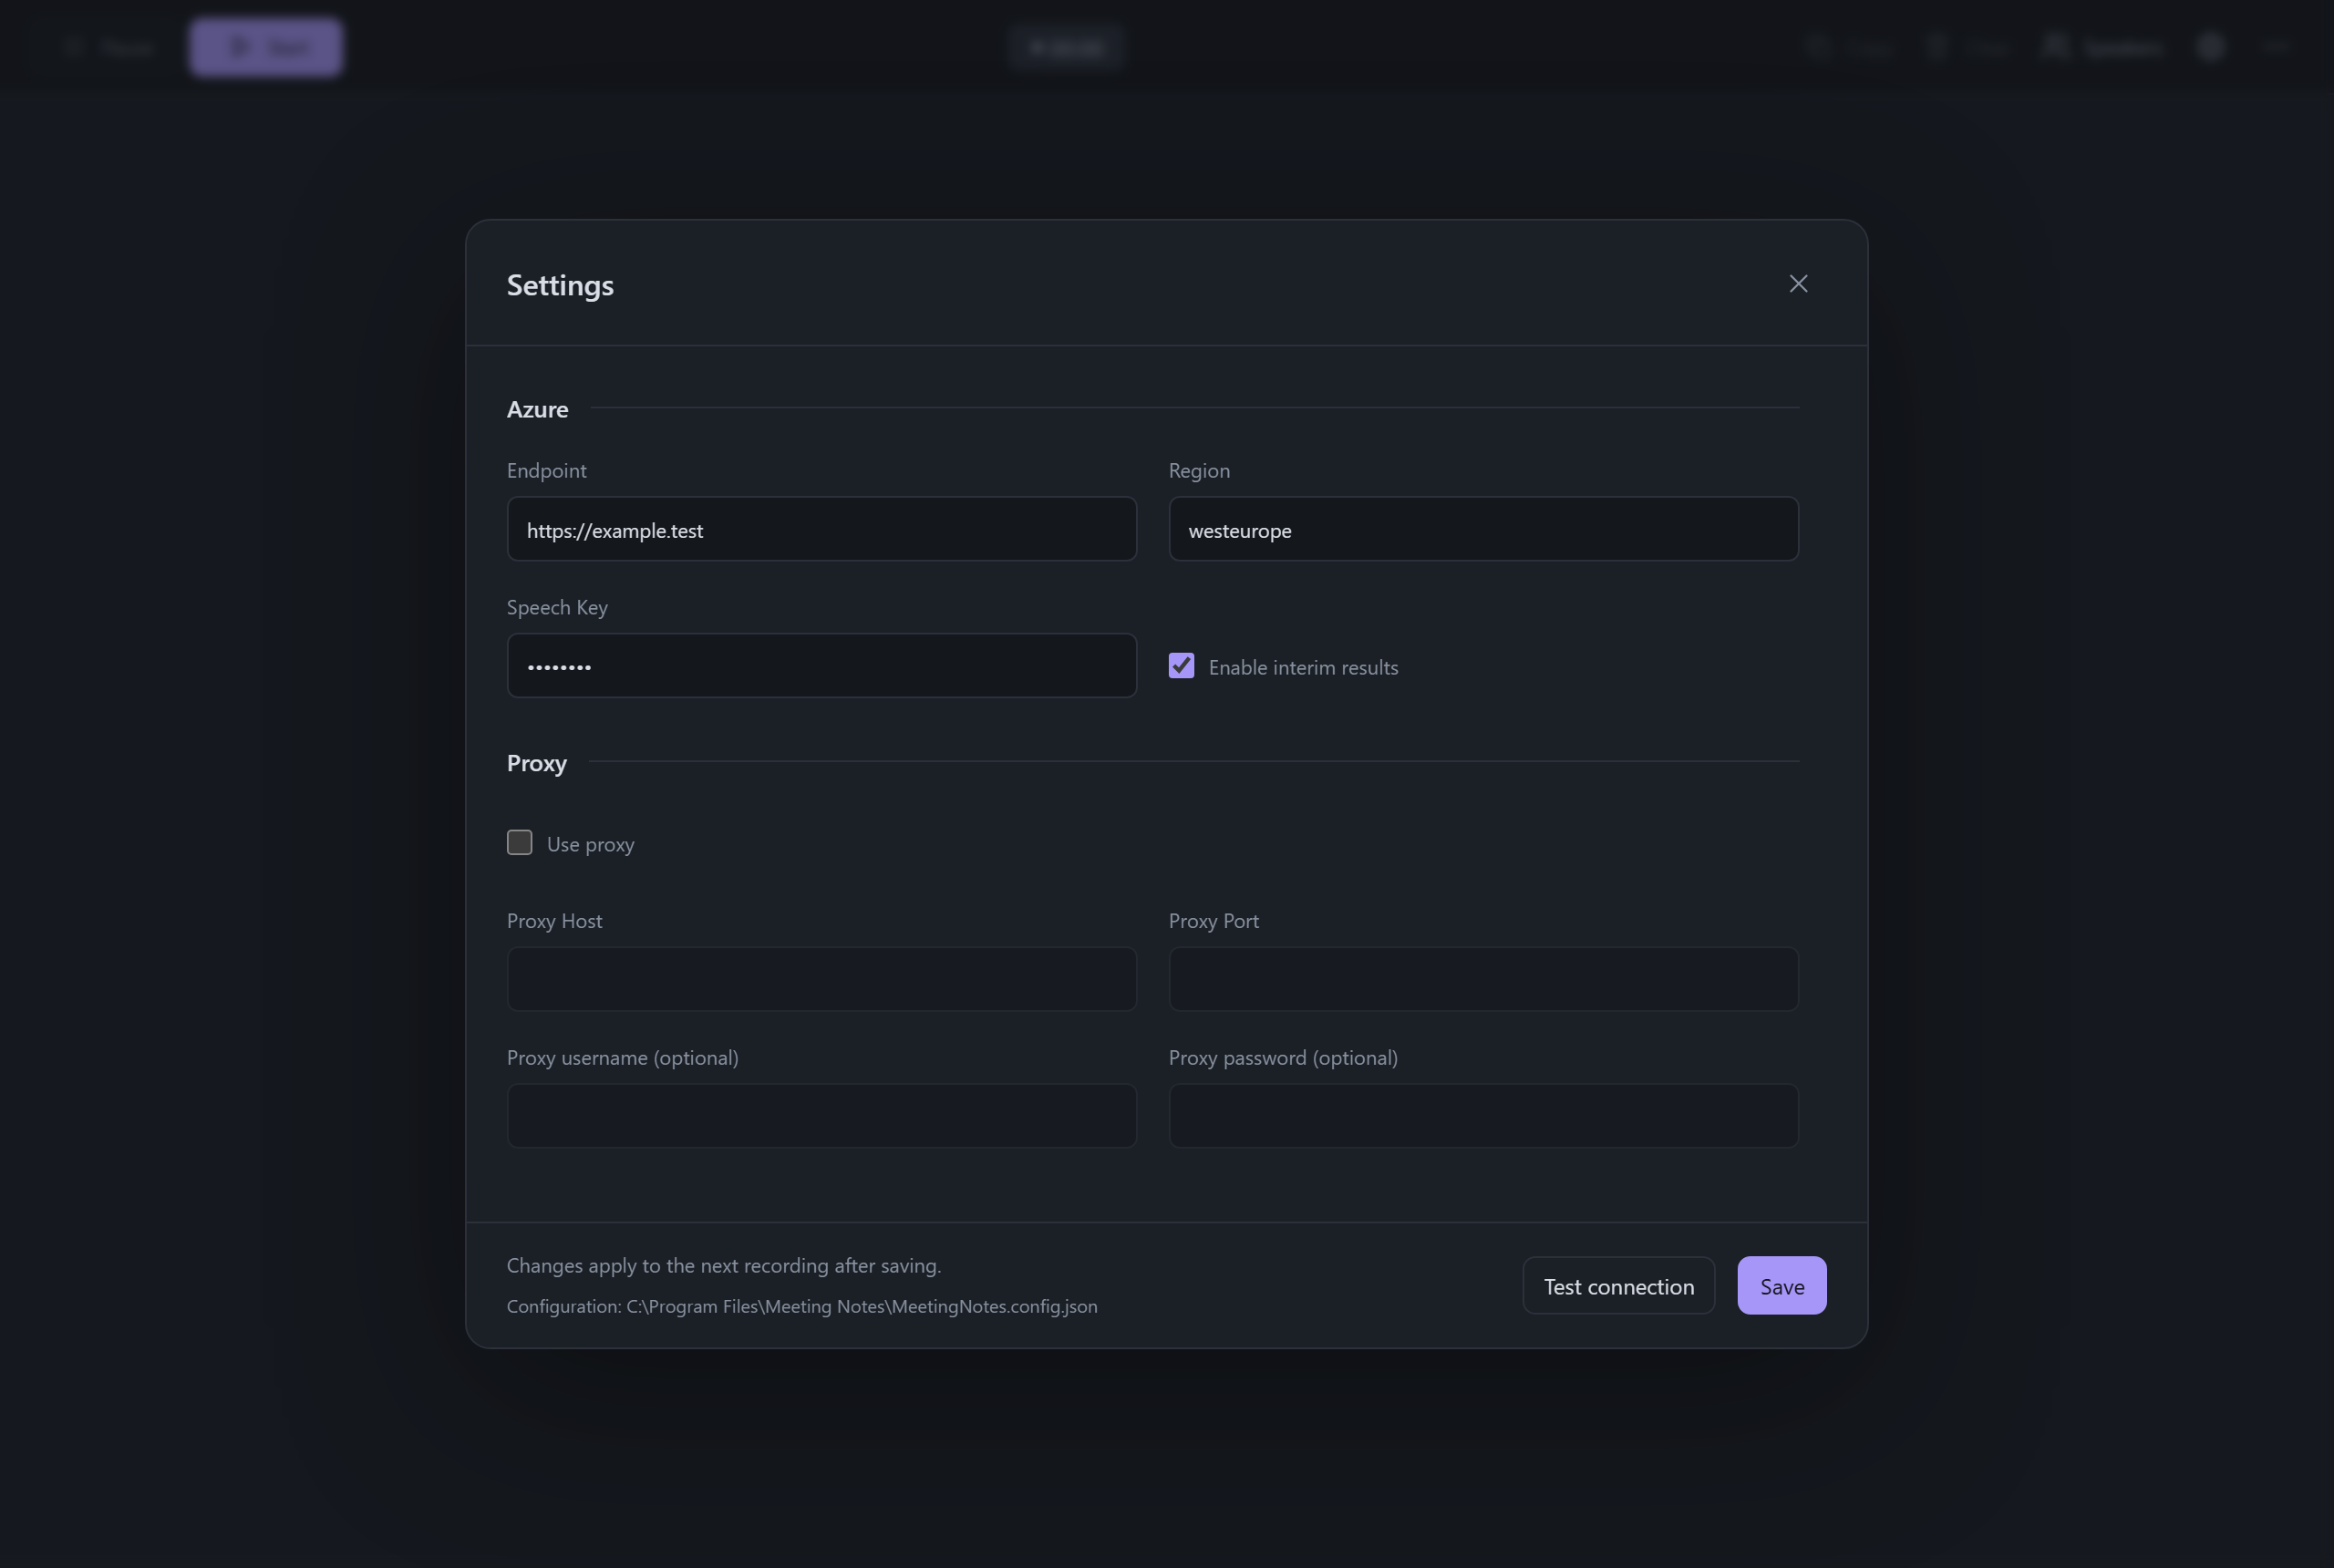 Settings
Azure
Endpoint
Region
https://example.test
westeurope
Speech Key
••••••••
Enable interim results
Proxy
Use proxy
Proxy Host
Proxy Port
Proxy username (optional)
Proxy password (optional)
Changes apply to the next recording after saving.
Configuration: C:\Program Files\Meeting Notes\MeetingNotes.config.json
Test connection
Save